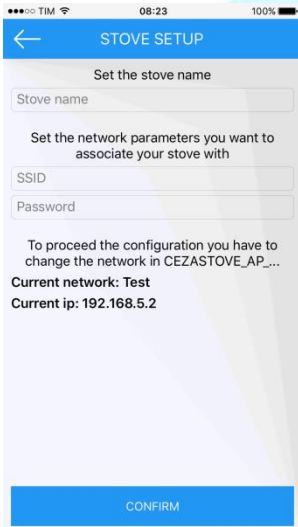 TIM 08:23 100%
STOVE SETUP
Set the stove name
Stove name
Set the network parameters you want to
associate your stove with
SSID
Password
To proceed the configuration you have to
change the network in CEZASTOVE_AP_...
Current network: Test
Current ip: 192.168.5.2
CONFIRM